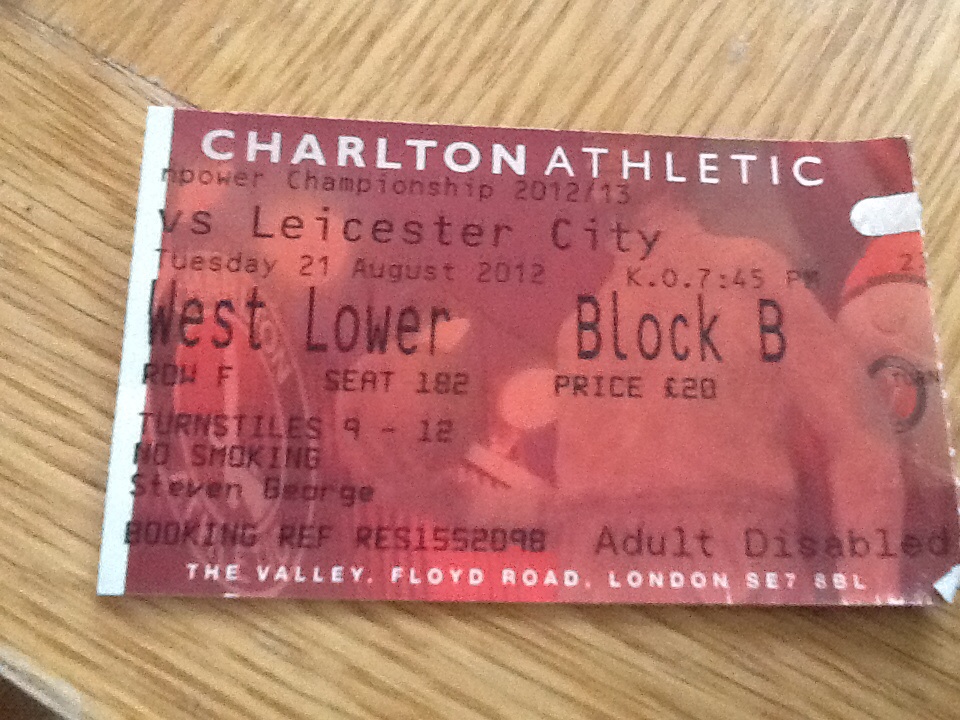 CHARLTON ATHLETIC
npower Championship 2012/13
vs Leicester City
Tuesday 21 August 2012 K.O.7:45 PM
West Lower Block B
ROW F SEAT 182 PRICE £20
TURNSTILES 9 - 12
NO SMOKING
Steven George
BOOKING REF RES1552098 Adult Disabled
THE VALLEY, FLOYD ROAD, LONDON SE7 8BL